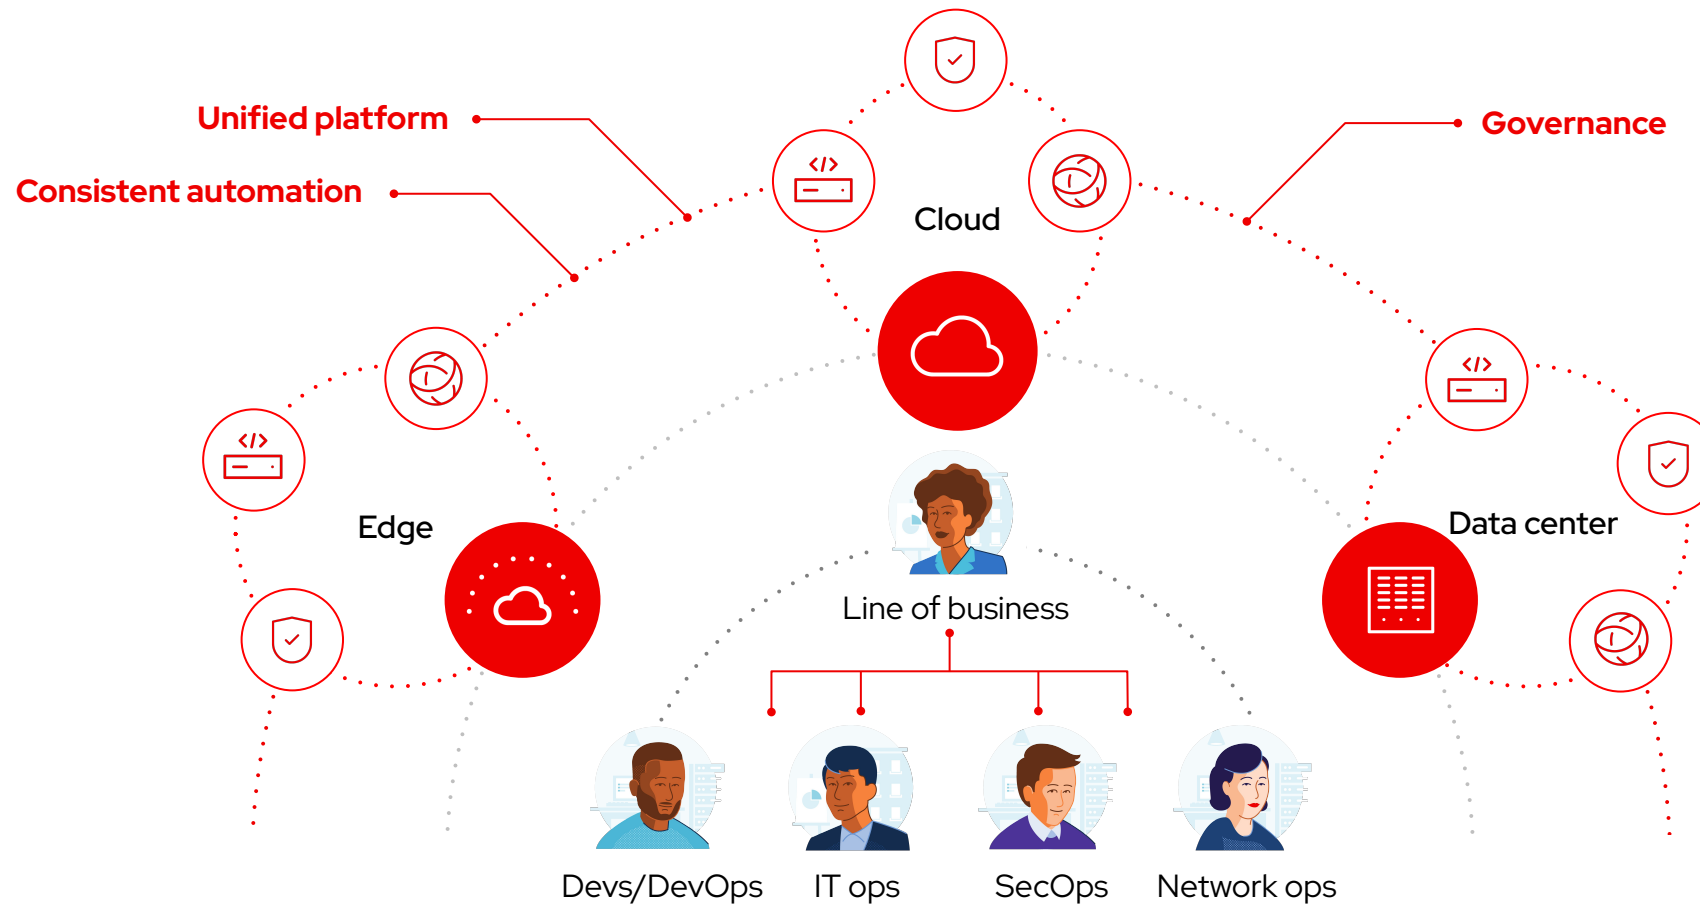 Unified platform
Governance
Consistent automation
Cloud
</>
</>
</>
Edge
Data center
Line of business
Devs/DevOps
IT ops
SecOps
Network ops